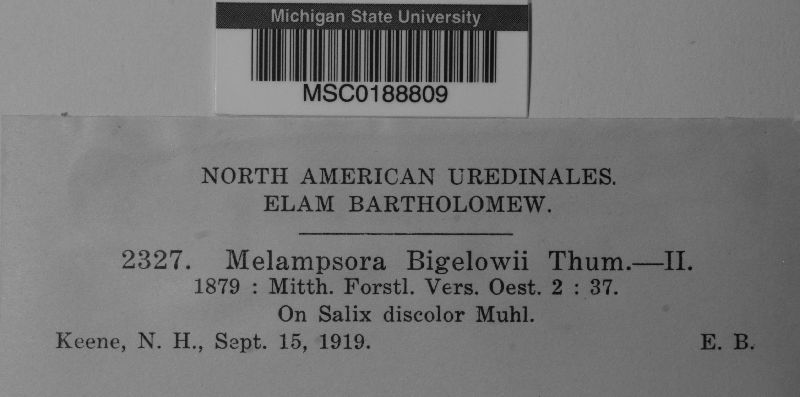 Michigan State University
MSC0188809
NORTH AMERICAN UREDINALES.
ELAM BARTHOLOMEW.
2327. Melampsora Bigelowii Thum.—II.
1879 : Mitth. Forstl. Vers. Oest. 2 : 37.
On Salix discolor Muhl.
Keene, N. H., Sept. 15, 1919. E. B.